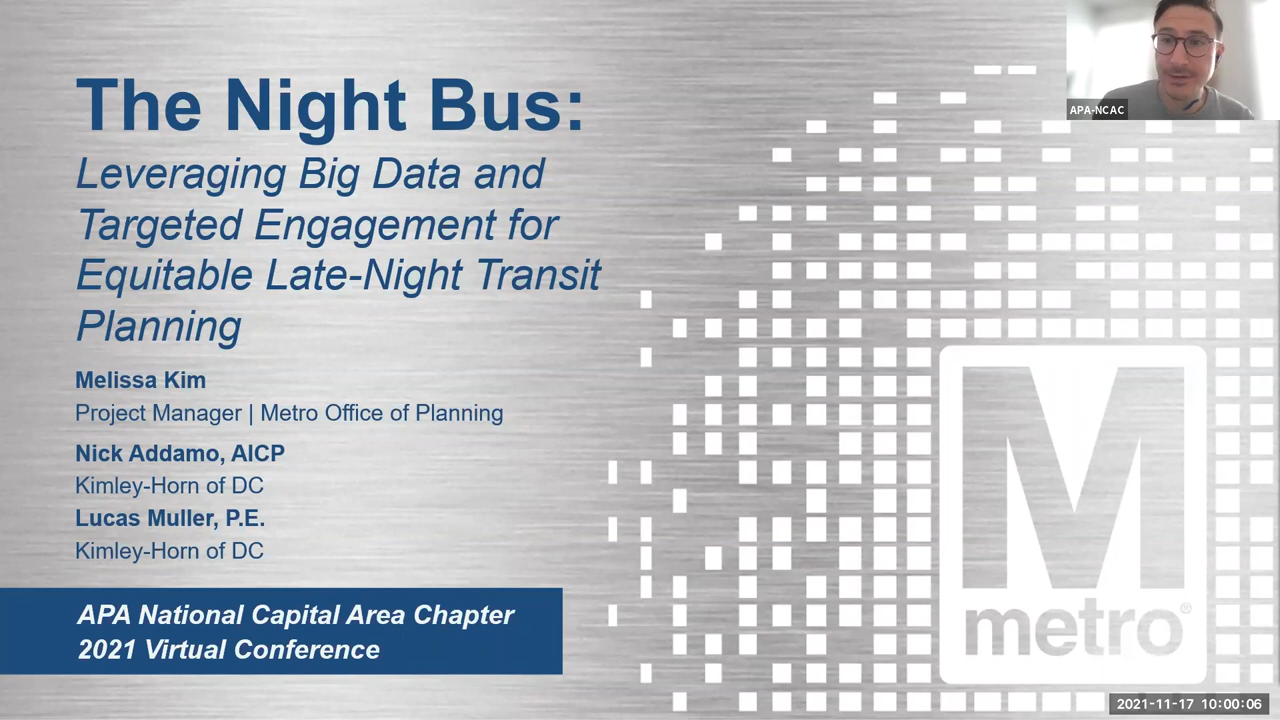 The Night Bus:
Leveraging Big Data and
Targeted Engagement for
Equitable Late-Night Transit
Planning
Melissa Kim
Project Manager | Metro Office of Planning
Nick Addamo, AICP
Kimley-Horn of DC
Lucas Muller, P.E.
Kimley-Horn of DC
APA National Capital Area Chapter
2021 Virtual Conference
APA-NCAC
M
metro®
2021-11-17 10:00:06